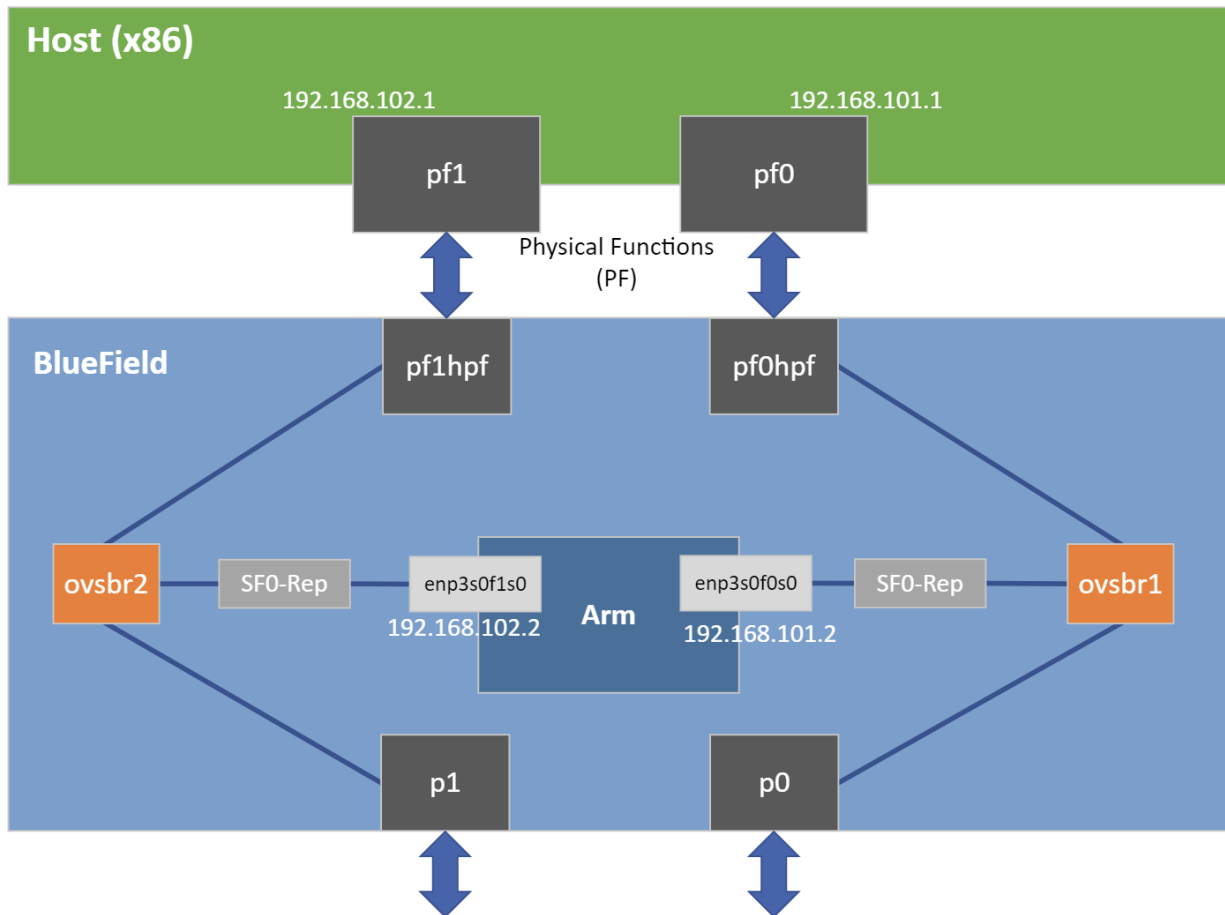 Host (x86)
192.168.102.1
192.168.101.1
pf1
pf0
Physical Functions
(PF)
BlueField
pf1hpf
pf0hpf
ovsbr2
SF0-Rep
enp3s0f1s0
enp3s0f0s0
SF0-Rep
ovsbr1
Arm
192.168.102.2
192.168.101.2
p1
p0